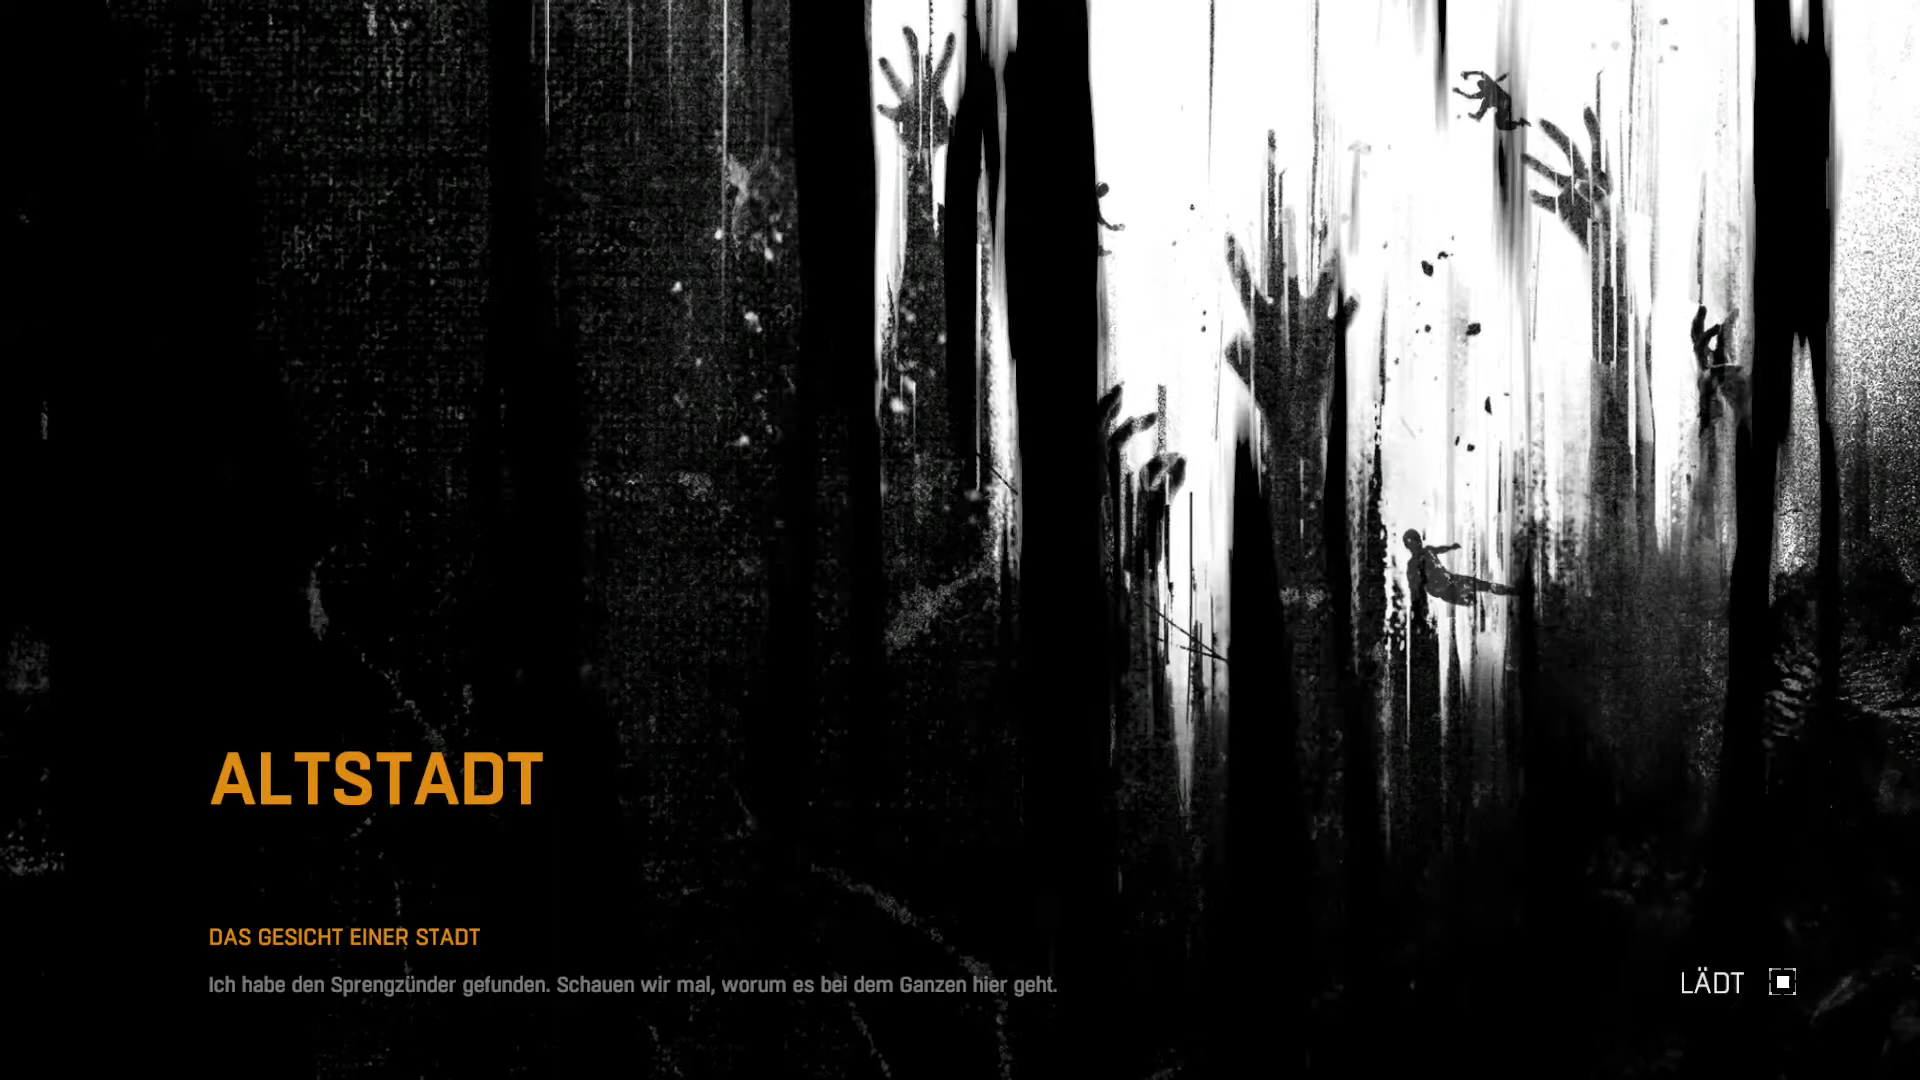 ALTSTADT
DAS GESICHT EINER STADT
Ich habe den Sprengzünder gefunden. Schauen wir mal, worum es bei dem Ganzen hier geht.
LÄDT